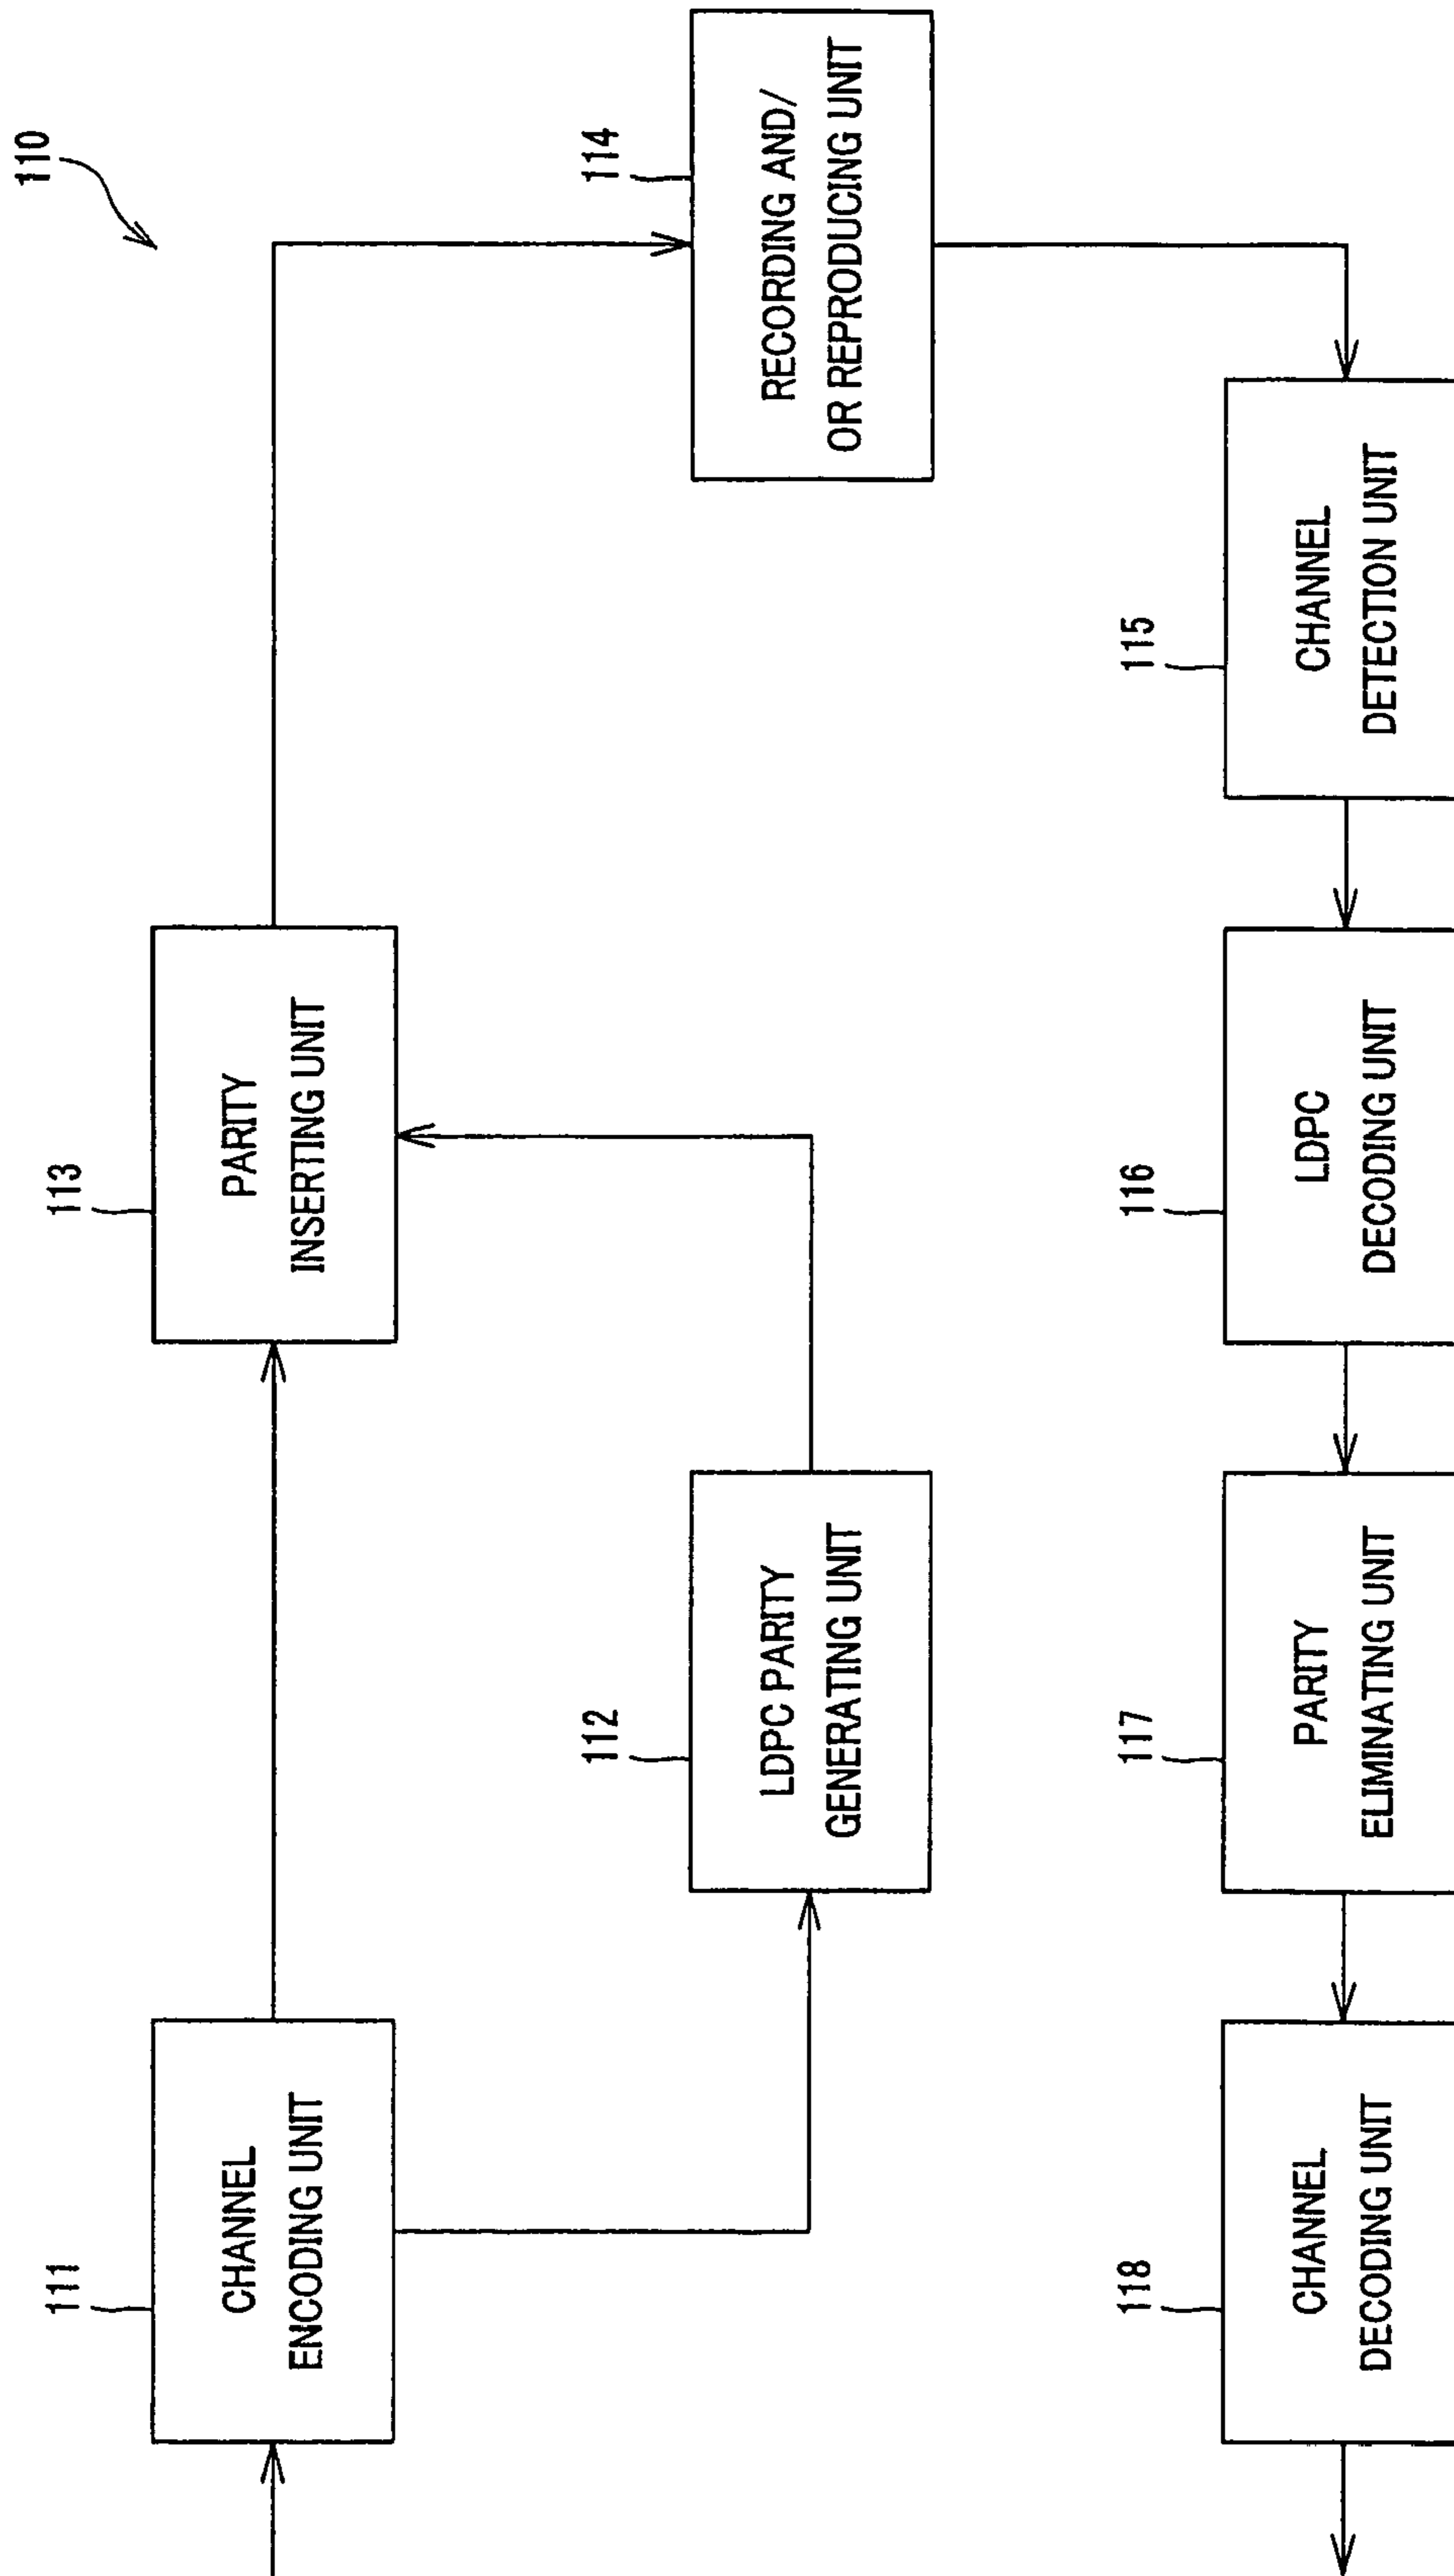 110
111
CHANNEL
ENCODING UNIT
113
PARITY
INSERTING UNIT
112
LDPC PARITY
GENERATING UNIT
114
RECORDING AND/
OR REPRODUCING UNIT
118
CHANNEL
DECODING UNIT
117
PARITY
ELIMINATING UNIT
116
LDPC
DECODING UNIT
115
CHANNEL
DETECTION UNIT